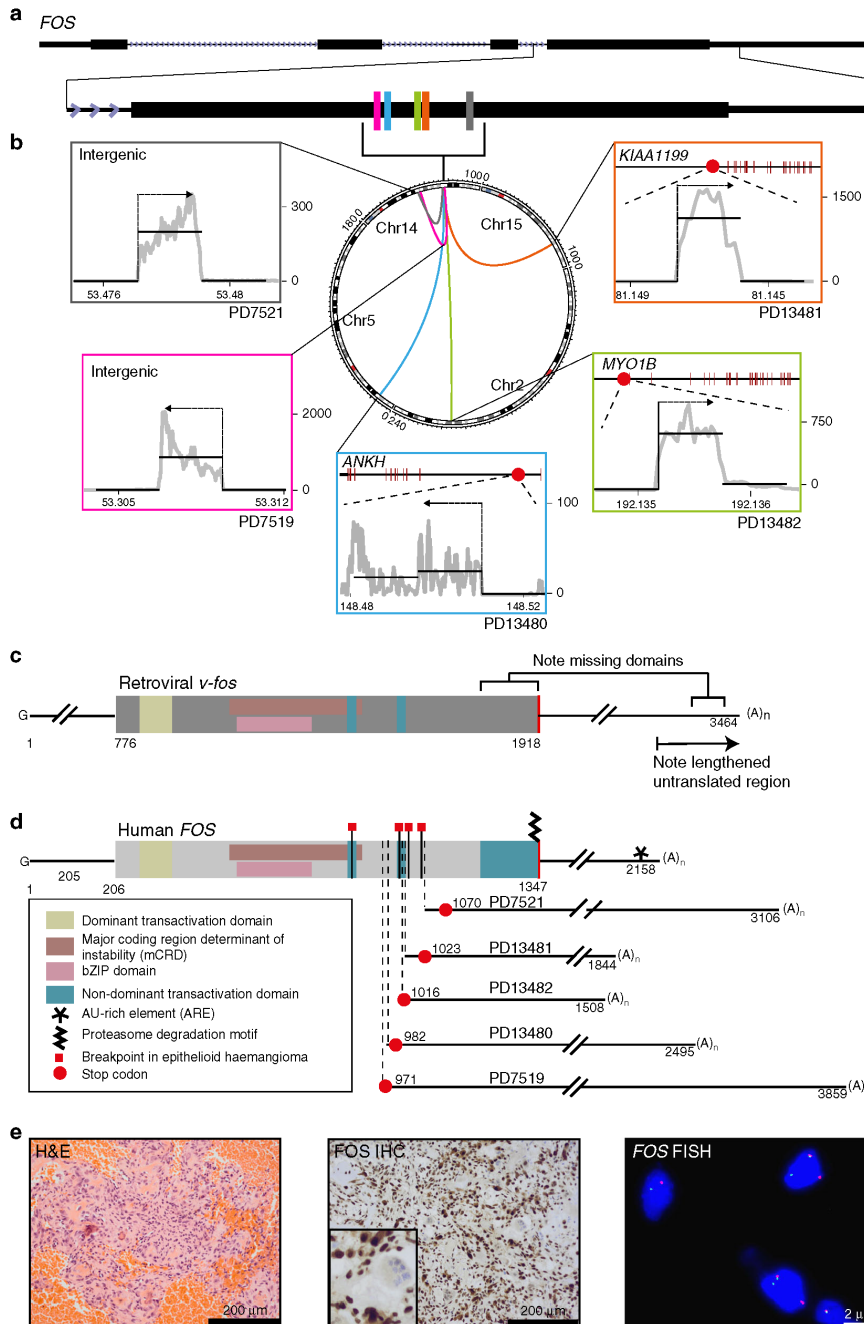 a
FOS
b
Intergenic
300
0
53.476
53.48
PD7521
1000
1800
Chr14
Chr15
1000
Chr5
Chr2
0
240
KIAA1199
1500
0
81.149
81.145
PD13481
Intergenic
2000
0
53.305
53.312
PD7519
ANKH
100
0
148.48
148.52
PD13480
MYO1B
750
0
192.135
192.136
PD13482
c
Retroviral v-fos
Note missing domains
G
1
776
1918
3464
(A)n
Note lengthened
untranslated region
d
Human FOS
G
1
205
206
1347
2158
(A)n
1070
PD7521
3106
(A)n
1023
PD13481
1844
(A)n
1016
PD13482
1508
(A)n
982
PD13480
2495
(A)n
971
PD7519
3859
(A)
Dominant transactivation domain
Major coding region determinant of
instability (mCRD)
bZIP domain
Non-dominant transactivation domain
AU-rich element (ARE)
Proteasome degradation motif
Breakpoint in epithelioid haemangioma
Stop codon
e
H&E
200 µm
FOS IHC
200 µm
FOS FISH
2 µm